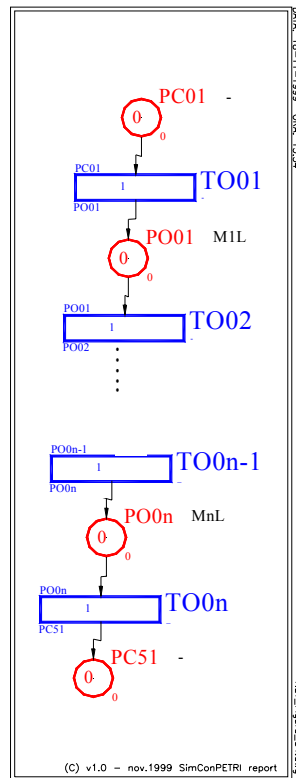 PC01 -
0
0
PC01
TO01
1
PO01 -
PO01 M1L
0
0
PO01
TO02
1
PO02 -
PO0n-1
TO0n-1
1
PO0n -
PO0n MnL
0
0
PO0n
TO0n
1
PC51 -
PC51 -
0
0
(C) v1.0 - nov.1999 SimConPETRI report